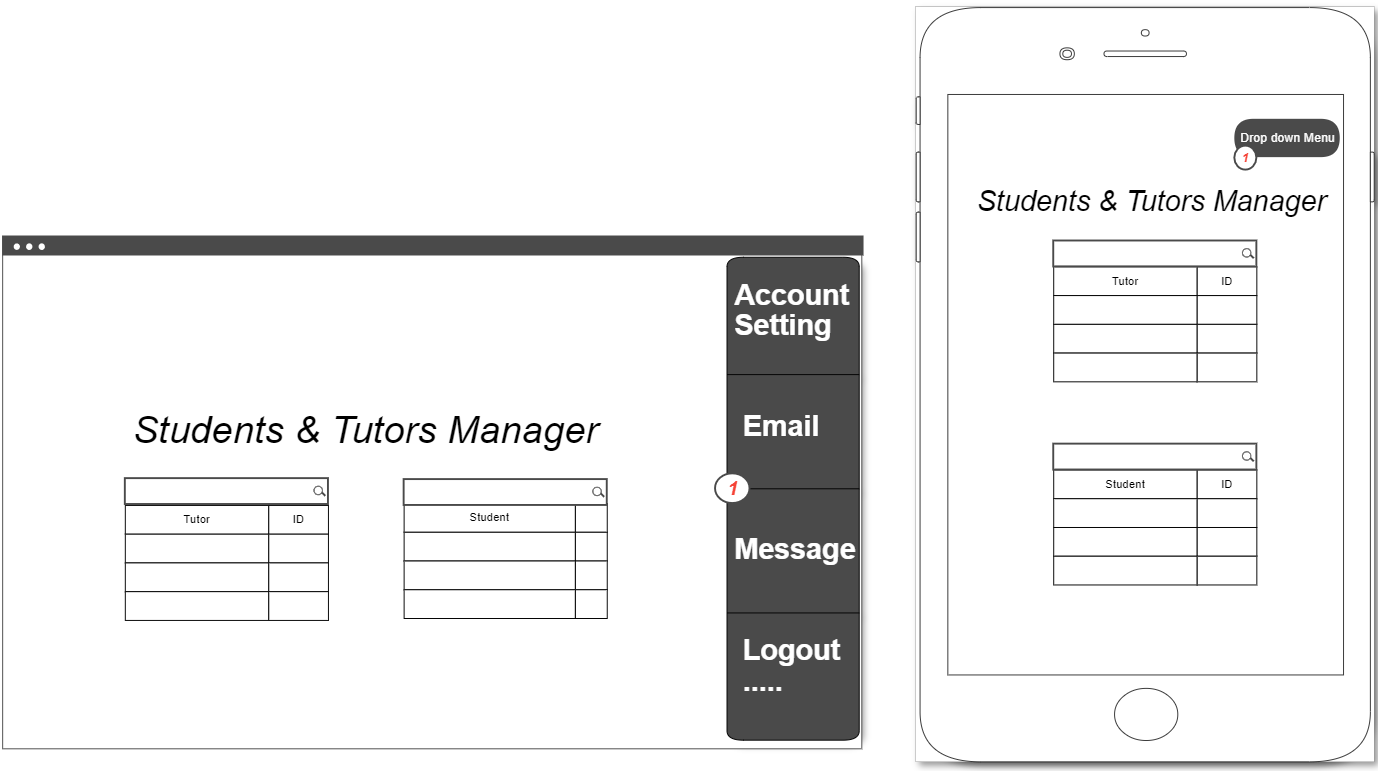 Account
Setting
Email
Students & Tutors Manager
1
Tutor ID
Student
Message
Logout
.....
Drop down Menu
1
Students & Tutors Manager
Tutor ID
Student ID